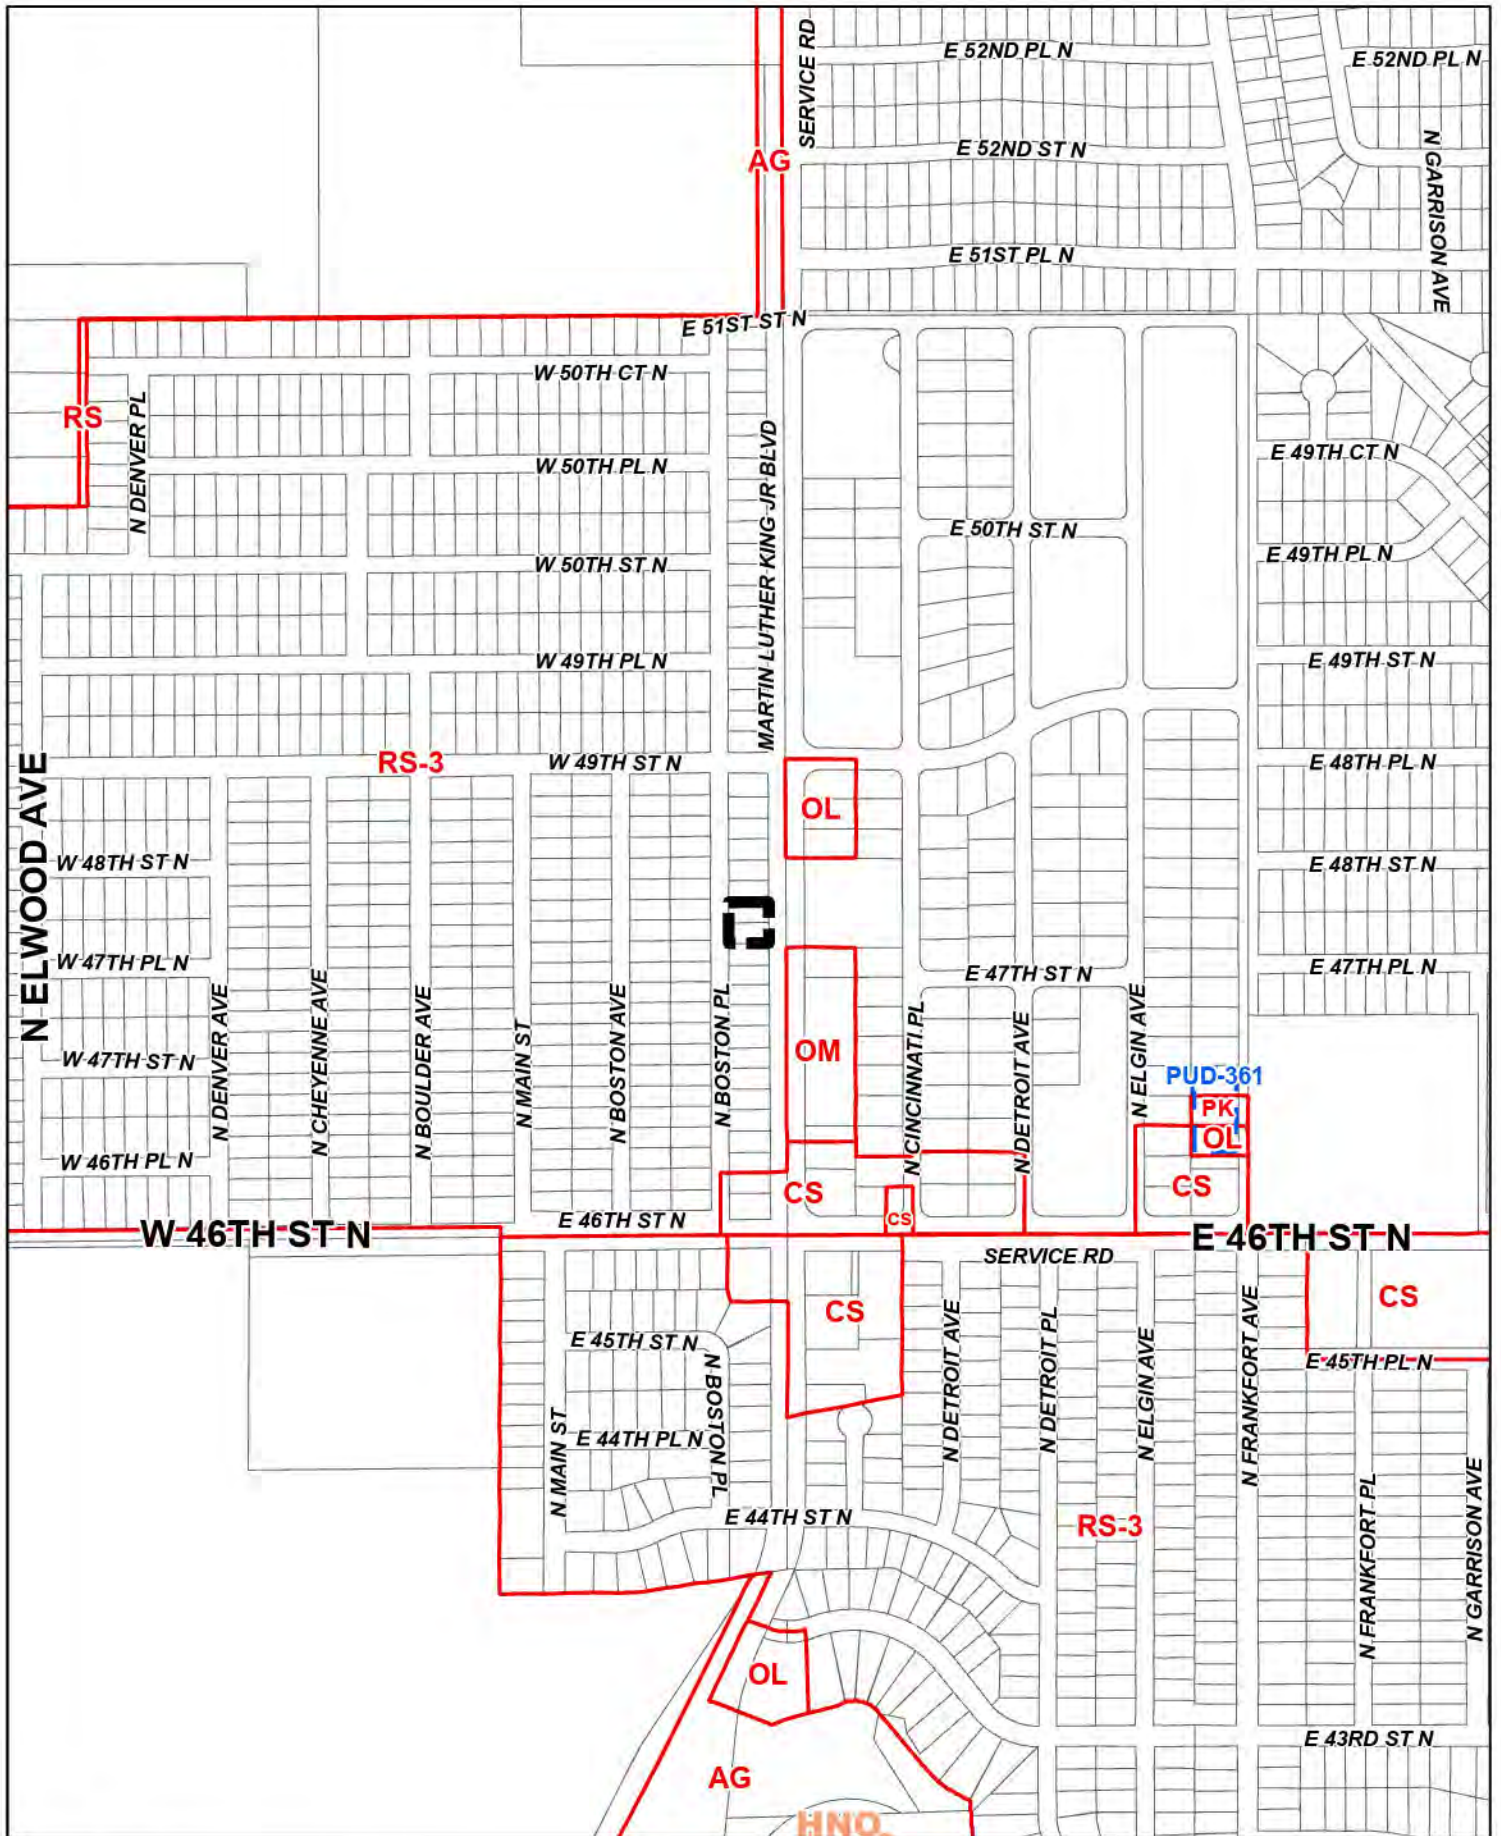 SERVICE RD
E 52ND PL N
E 52ND PL N
AG
E 52ND ST N
N GARRISON AVE
E 51ST PL N
E 51ST ST N
W 50TH CT N
RS
N DENVER PL
MARTIN LUTHER KING JR BLVD
E 49TH CT N
W 50TH PL N
E 50TH ST N
E 49TH PL N
W 50TH ST N
W 49TH PL N
E 49TH ST N
RS-3
W 49TH ST N
E 48TH PL N
N ELWOOD AVE
OL
W 48TH ST N
E 48TH ST N
W 47TH PL N
E 47TH ST N
E 47TH PL N
N DENVER AVE
N CHEYENNE AVE
N BOULDER AVE
N MAIN ST
N BOSTON AVE
N BOSTON PL
OM
N CINCINNATI PL
N DETROIT AVE
N ELGIN AVE
W 47TH ST N
PUD-361
PK
OL
W 46TH PL N
CS
CS
CS
E 46TH ST N
W 46TH ST N
E 46TH ST N
SERVICE RD
CS
CS
E 45TH ST N
N BOSTON PL
N DETROIT AVE
N DETROIT PL
N ELGIN AVE
N FRANKFORT AVE
E 45TH PL N
N MAIN ST
E 44TH PL N
E 44TH ST N
RS-3
N FRANKFORT PL
N GARRISON AVE
OL
E 43RD ST N
AG
HNO